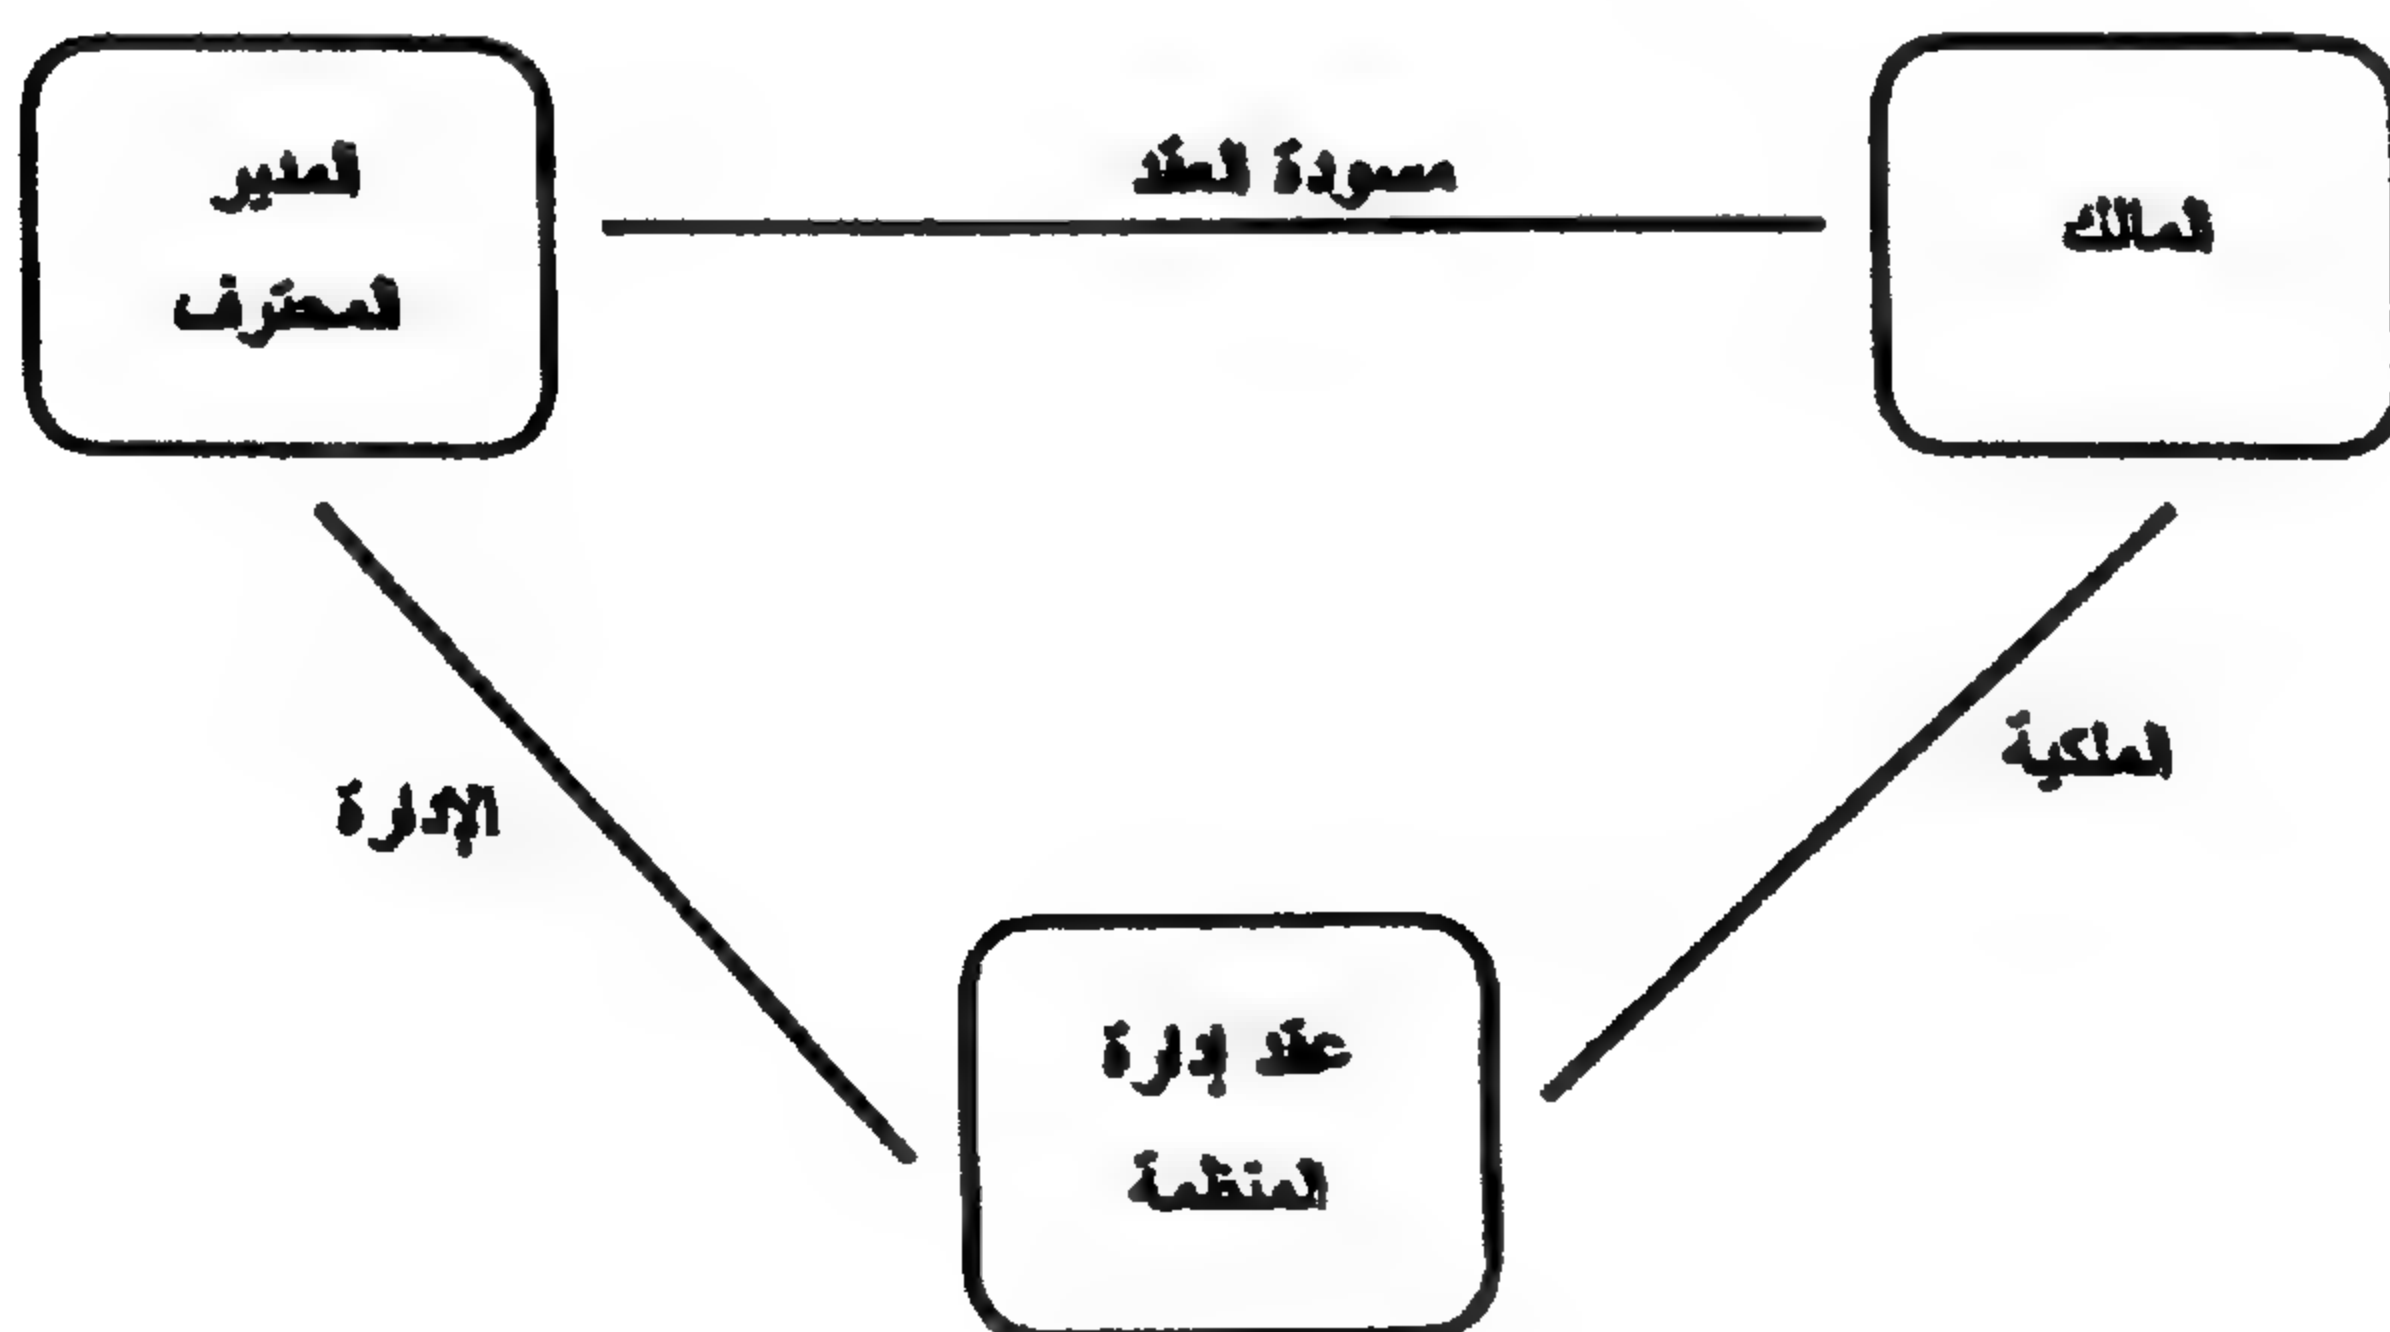 المالك
مسودة العقد
المدير
المحترف
الملكية
الإدارة
عقد إدارة
المنظمة